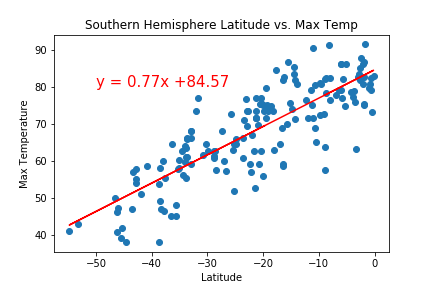 Southern Hemisphere Latitude vs. Max Temp
Max Temperature
90
80
70
60
50
40
y = 0.77x +84.57
−50 −40 −30 −20 −10 0
Latitude